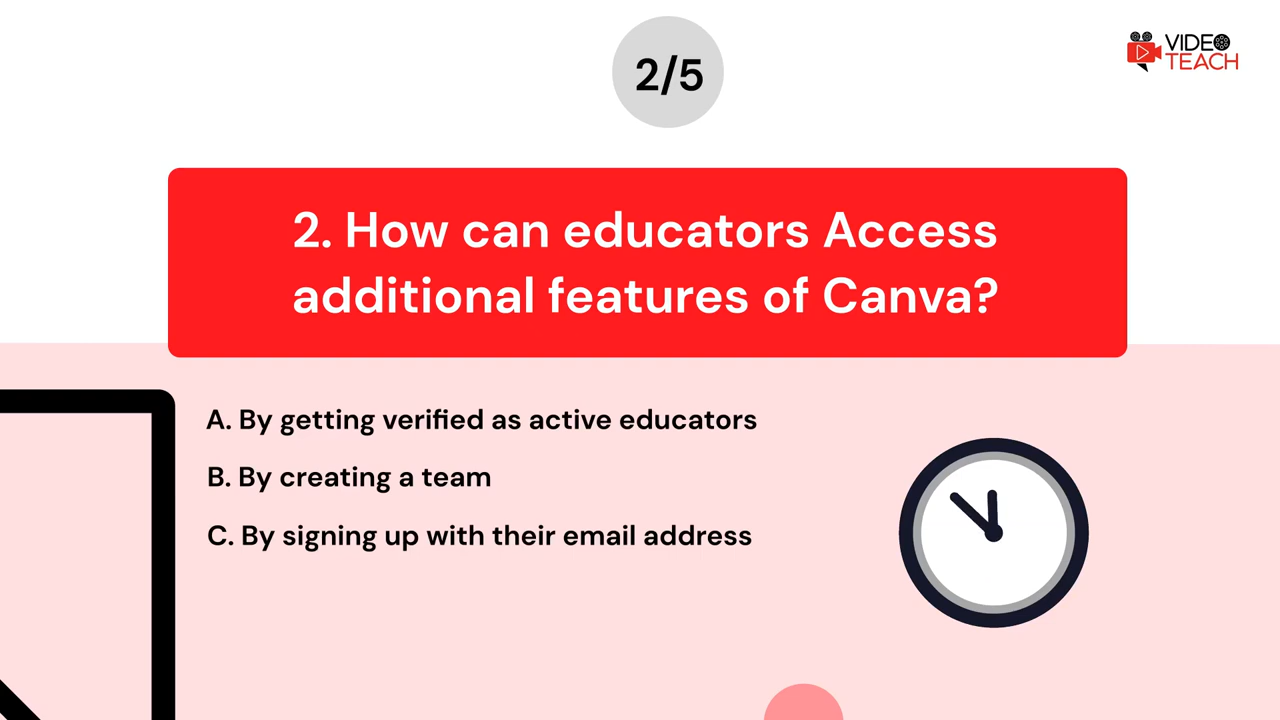 2/5
VIDEO
TEACH
2. How can educators Access
additional features of Canva?
A. By getting verified as active educators
B. By creating a team
C. By signing up with their email address